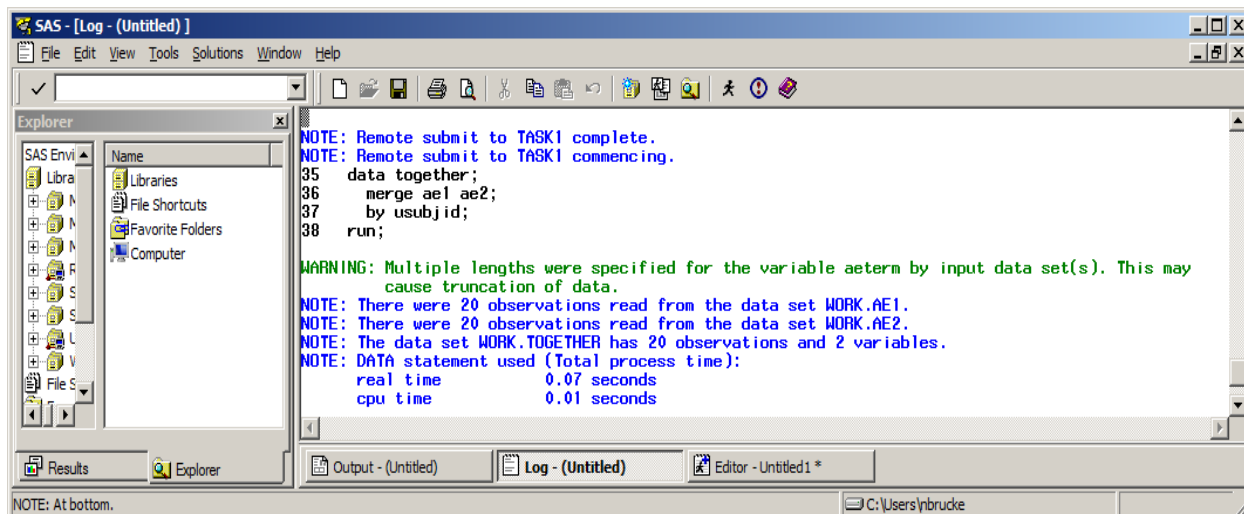 SAS - [Log - (Untitled) ]
File Edit View Tools Solutions Window Help
Explorer
SAS Envi
Libra
N
N
N
R
S
S
U
W
File S
Name
Libraries
File Shortcuts
Favorite Folders
Computer
NOTE: Remote submit to TASK1 complete.
NOTE: Remote submit to TASK1 commencing.
35 data together;
36 merge ae1 ae2;
37 by usubjid;
38 run;
WARNING: Multiple lengths were specified for the variable aeterm by input data set(s). This may
cause truncation of data.
NOTE: There were 20 observations read from the data set WORK.AE1.
NOTE: There were 20 observations read from the data set WORK.AE2.
NOTE: The data set WORK.TOGETHER has 20 observations and 2 variables.
NOTE: DATA statement used (Total process time):
real time 0.07 seconds
cpu time 0.01 seconds
Results
Explorer
Output - (Untitled)
Log - (Untitled)
Editor - Untitled1 *
NOTE: At bottom.
C:\Users\nbrucke